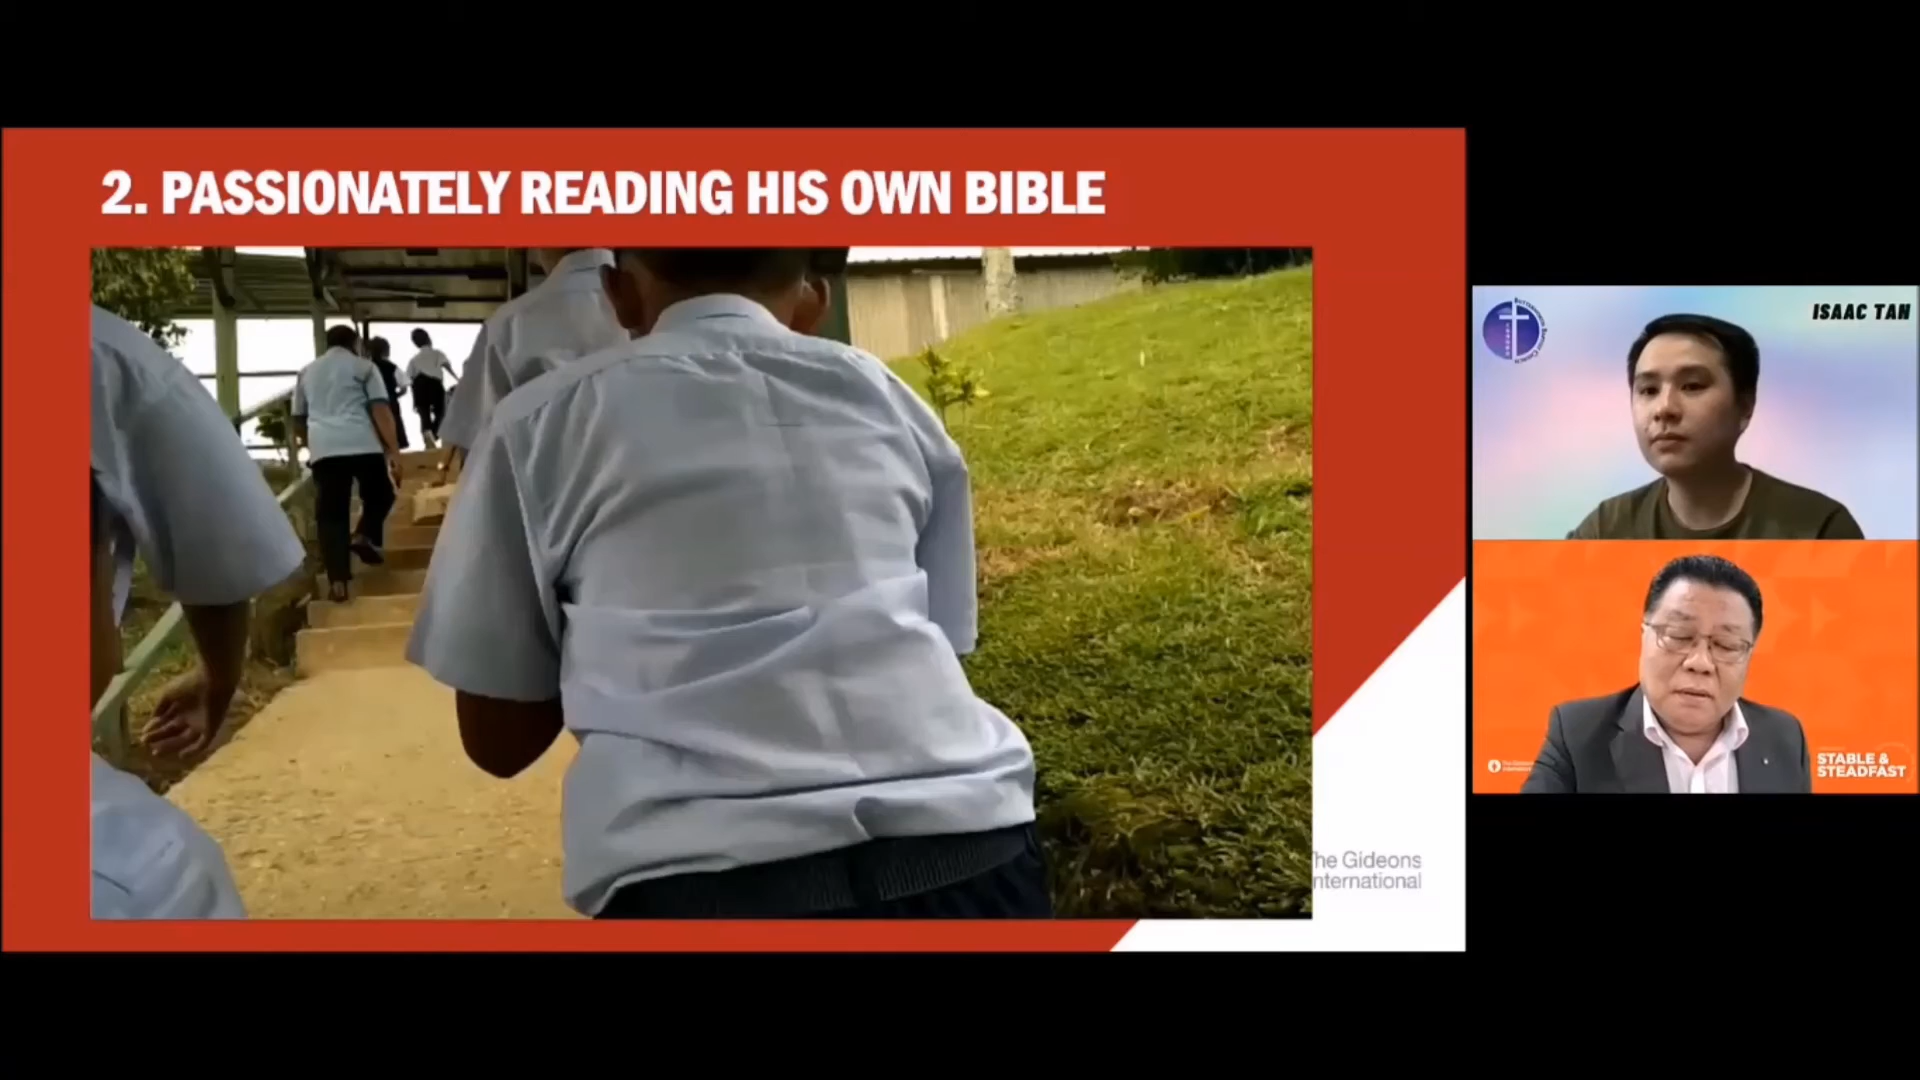 2. PASSIONATELY READING HIS OWN BIBLE
he Gideons
nternational
ISAAC TAN
STABLE &
STEADFAST